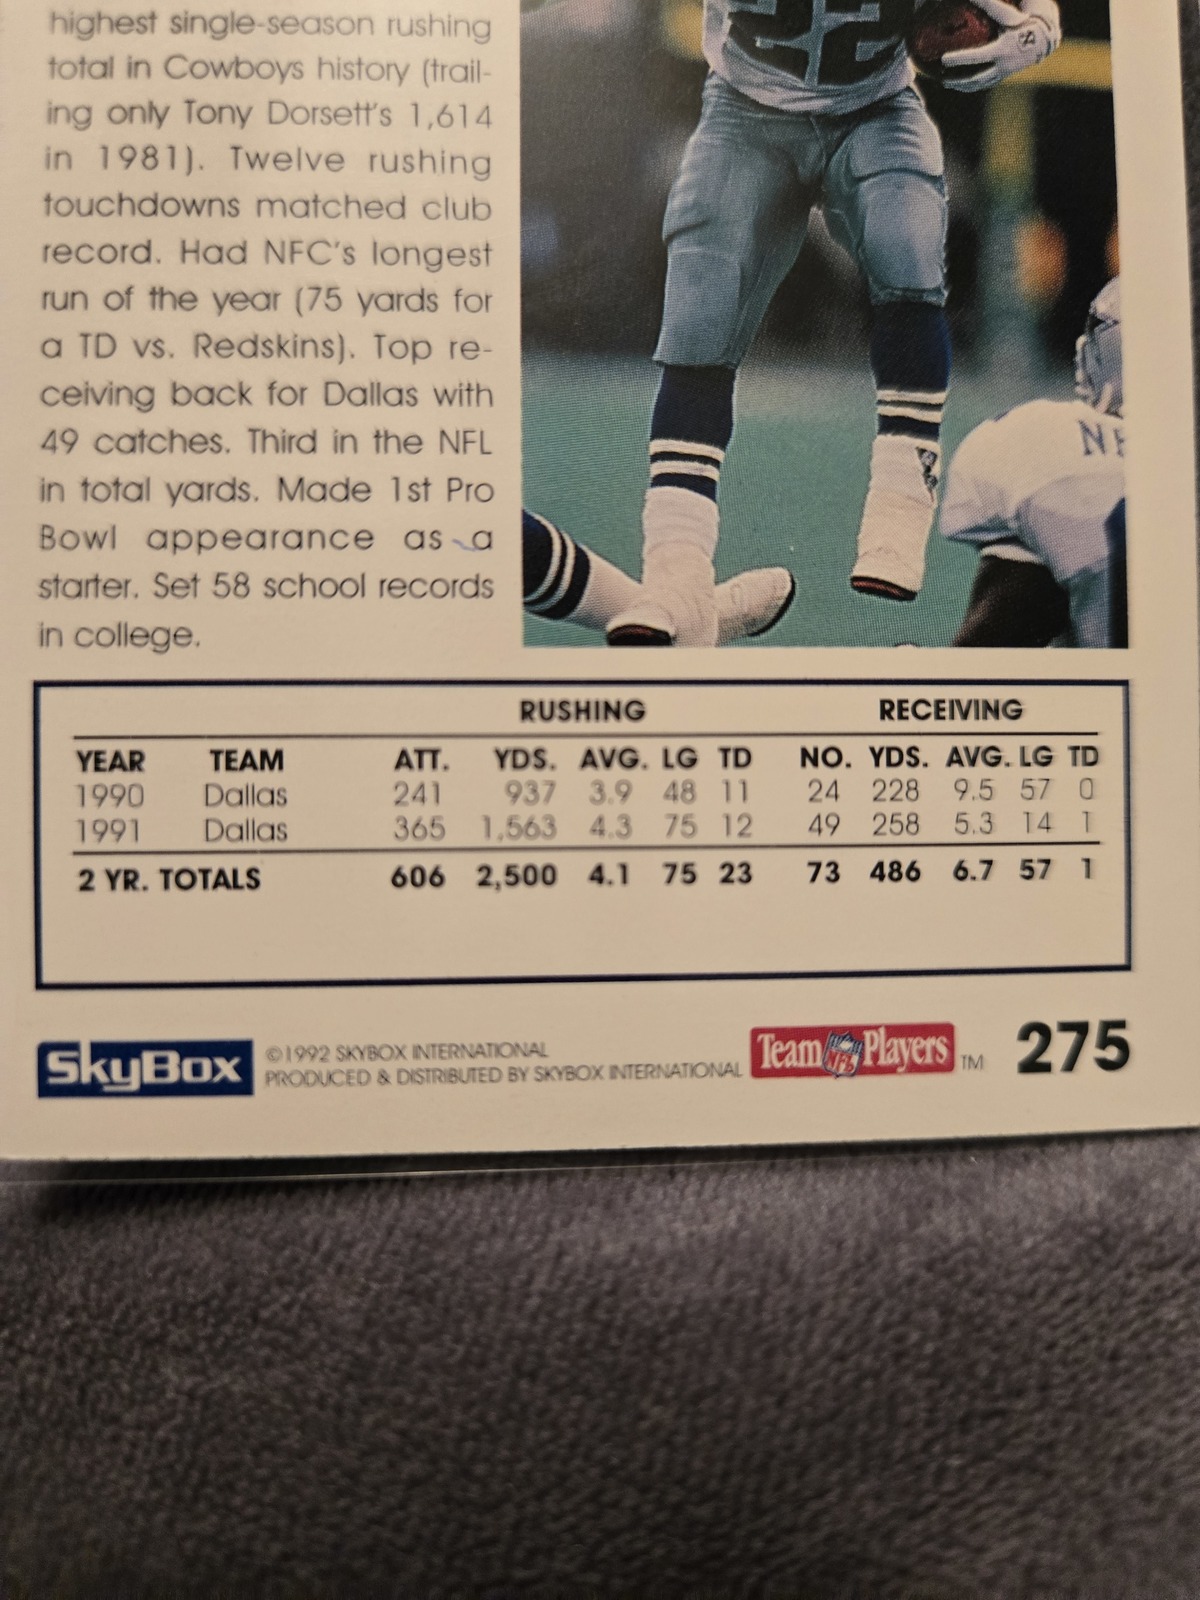 highest single-season rushing
total in Cowboys history (trail-
ing only Tony Dorsett's 1,614
in 1981). Twelve rushing
touchdowns matched club
record. Had NFC's longest
run of the year (75 yards for
a TD vs. Redskins). Top re-
ceiving back for Dallas with
49 catches. Third in the NFL
in total yards. Made 1st Pro
Bowl appearance as a
starter. Set 58 school records
in college.
22
RUSHING RECEIVING
YEAR TEAM ATT. YDS. AVG. LG TD NO. YDS. AVG. LG TD
1990 Dallas 241 937 3.9 48 11 24 228 9.5 57 0
1991 Dallas 365 1,563 4.3 75 12 49 258 5.3 14 1
2 YR. TOTALS 606 2,500 4.1 75 23 73 486 6.7 57 1
SkyBox
©1992 SKYBOX INTERNATIONAL
PRODUCED & DISTRIBUTED BY SKYBOX INTERNATIONAL
Team NFL Players TM
275